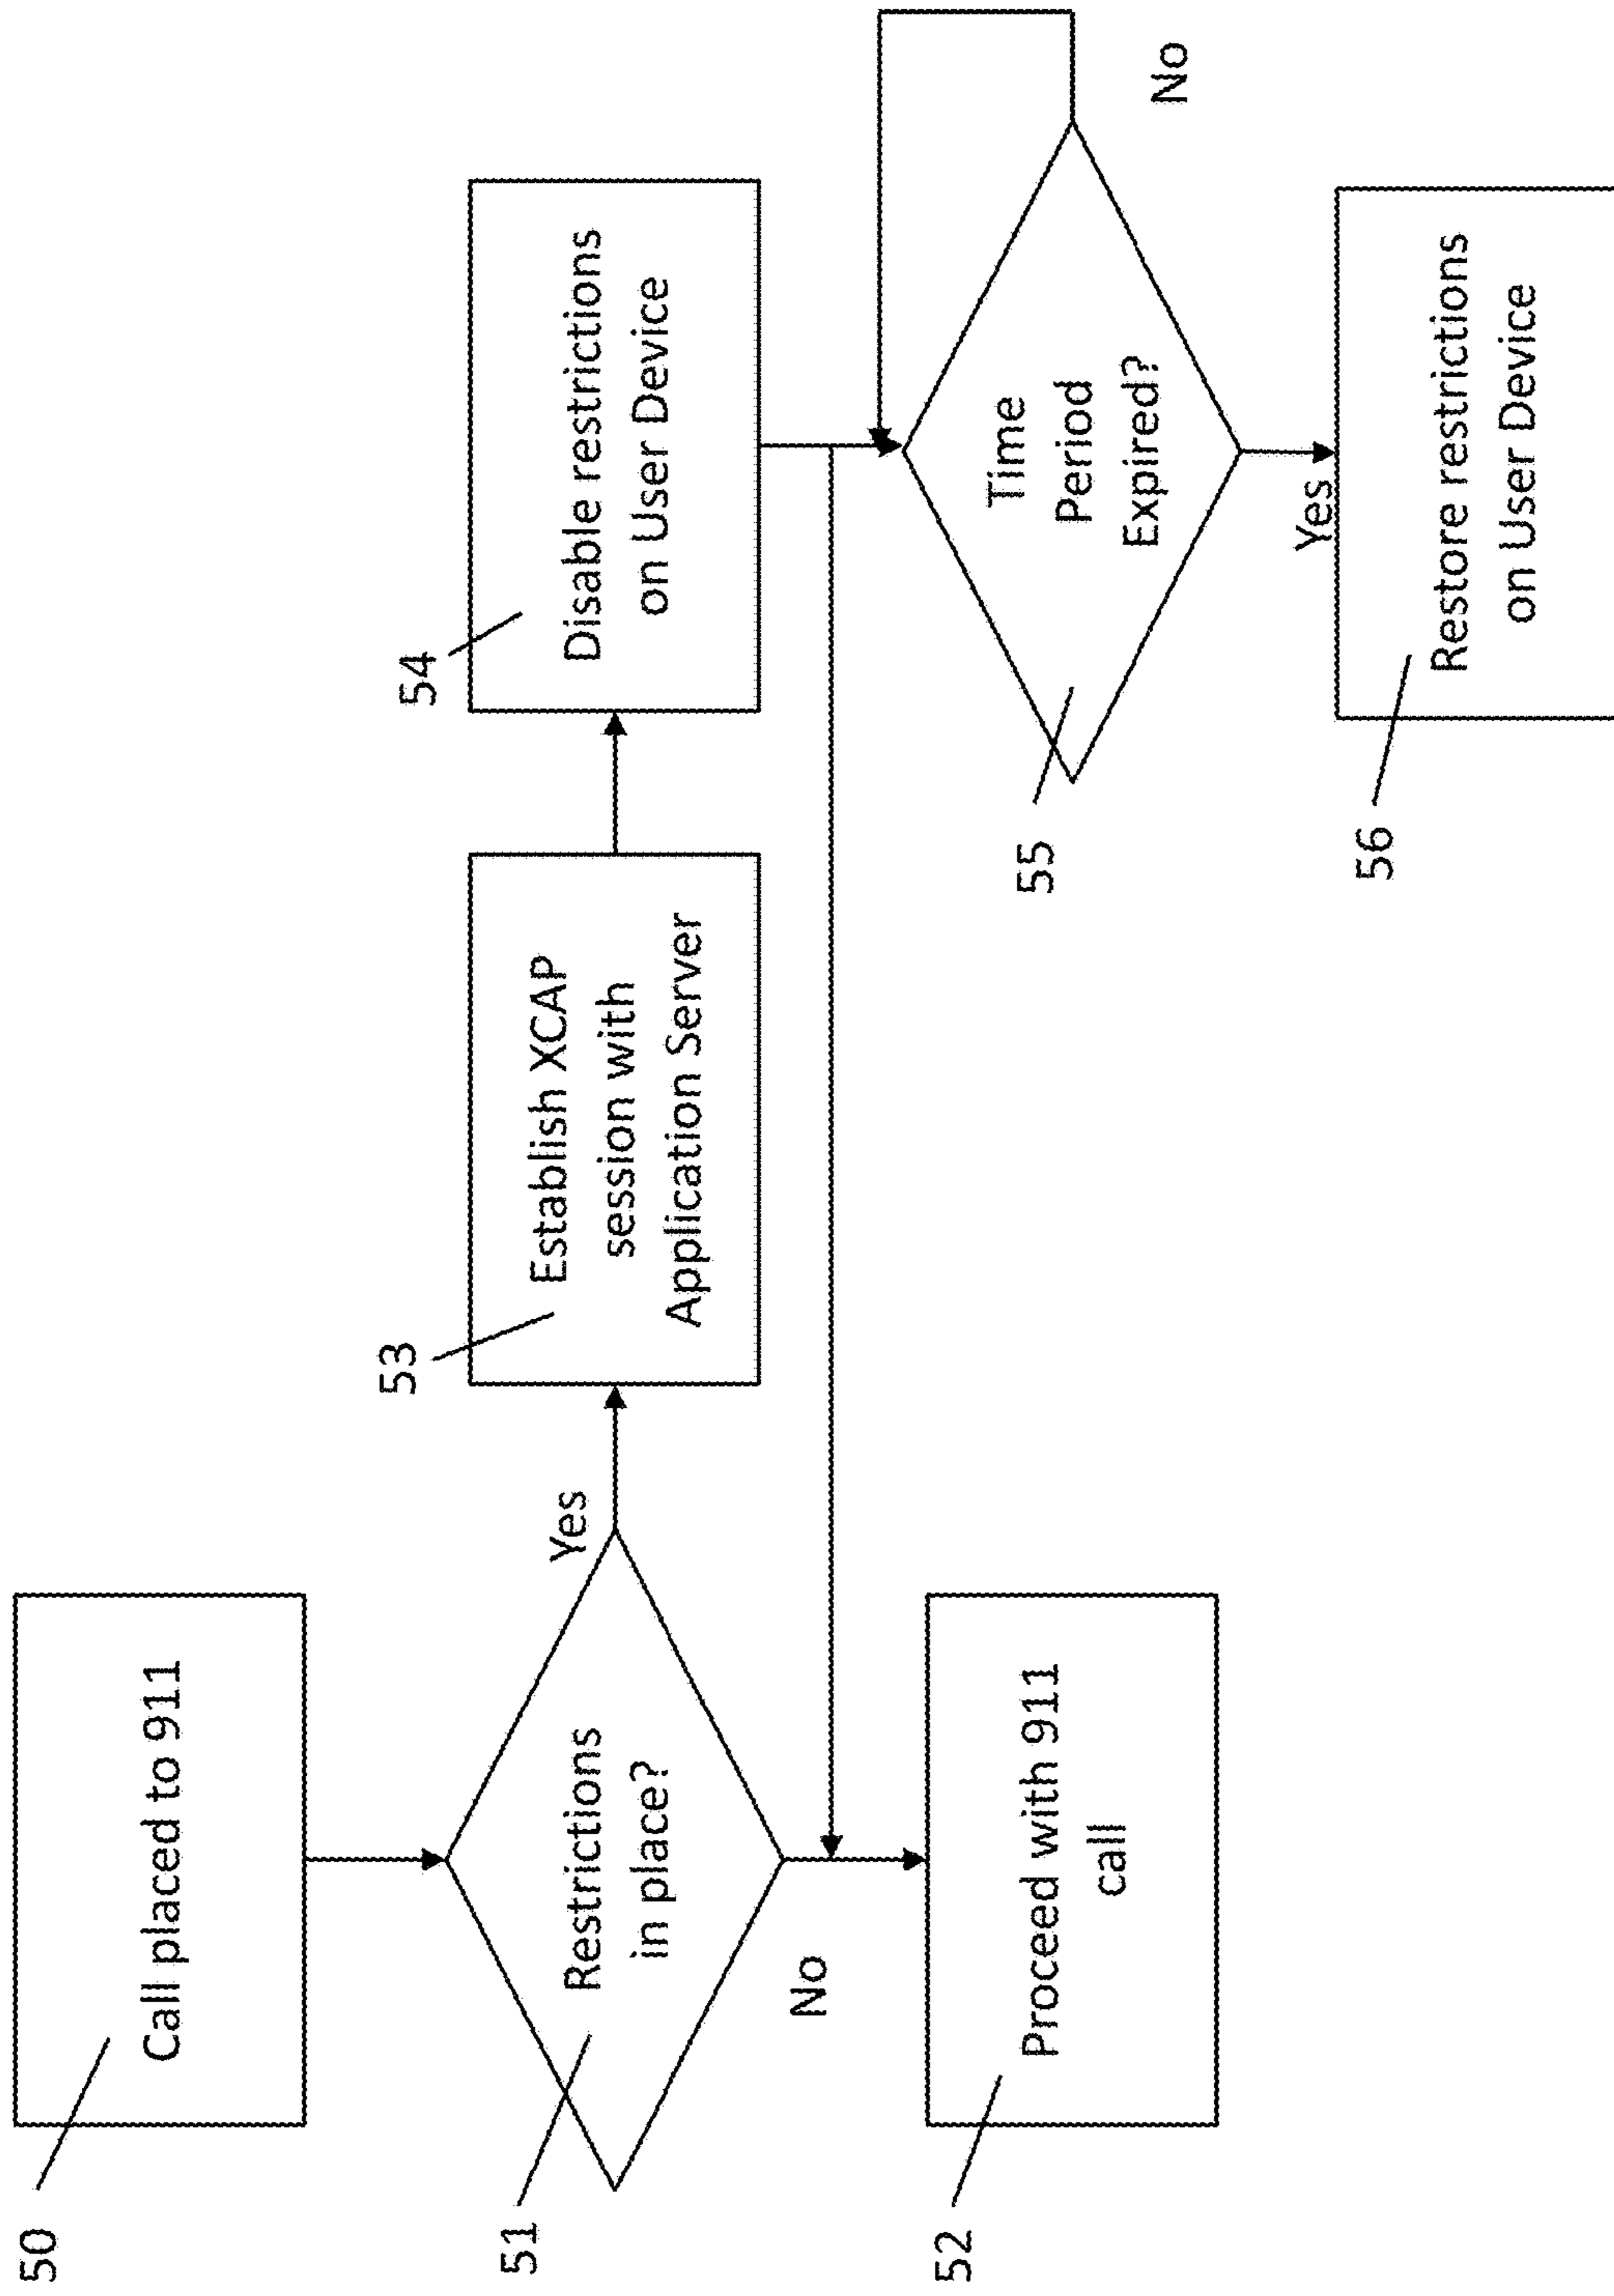 50
Call placed to 911
51
Restrictions
in place?
Yes
No
52
Proceed with 911
call
53
Establish XCAP
session with
Application Server
54
Disable restrictions
on User Device
55
Time
Period
Expired?
No
Yes
56
Restore restrictions
on User Device